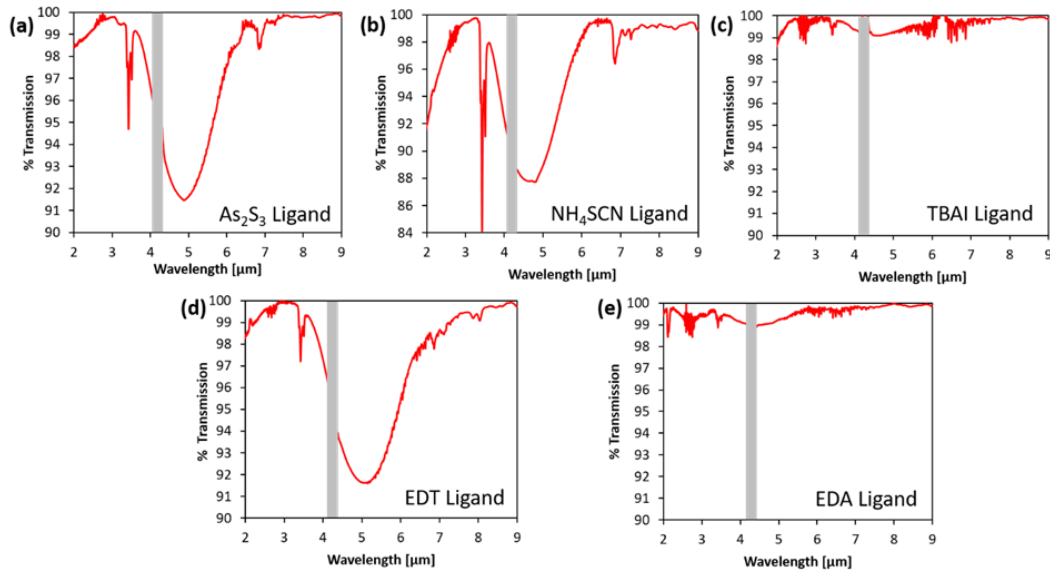 (a)
100
99
98
97
96
95
94
93
92
91
90
2 3 4 5 6 7 8 9
% Transmission
Wavelength [µm]
As₂S₃ Ligand
(b)
100
98
96
94
92
90
88
86
84
2 3 4 5 6 7 8 9
% Transmission
Wavelength [µm]
NH₄SCN Ligand
(c)
100
99
98
97
96
95
94
93
92
91
90
2 3 4 5 6 7 8 9
% Transmission
Wavelength [µm]
TBAI Ligand
(d)
100
99
98
97
96
95
94
93
92
91
90
2 3 4 5 6 7 8 9
% Transmission
Wavelength [µm]
EDT Ligand
(e)
100
99
98
97
96
95
94
93
92
91
90
2 3 4 5 6 7 8 9
% Transmission
Wavelength [µm]
EDA Ligand